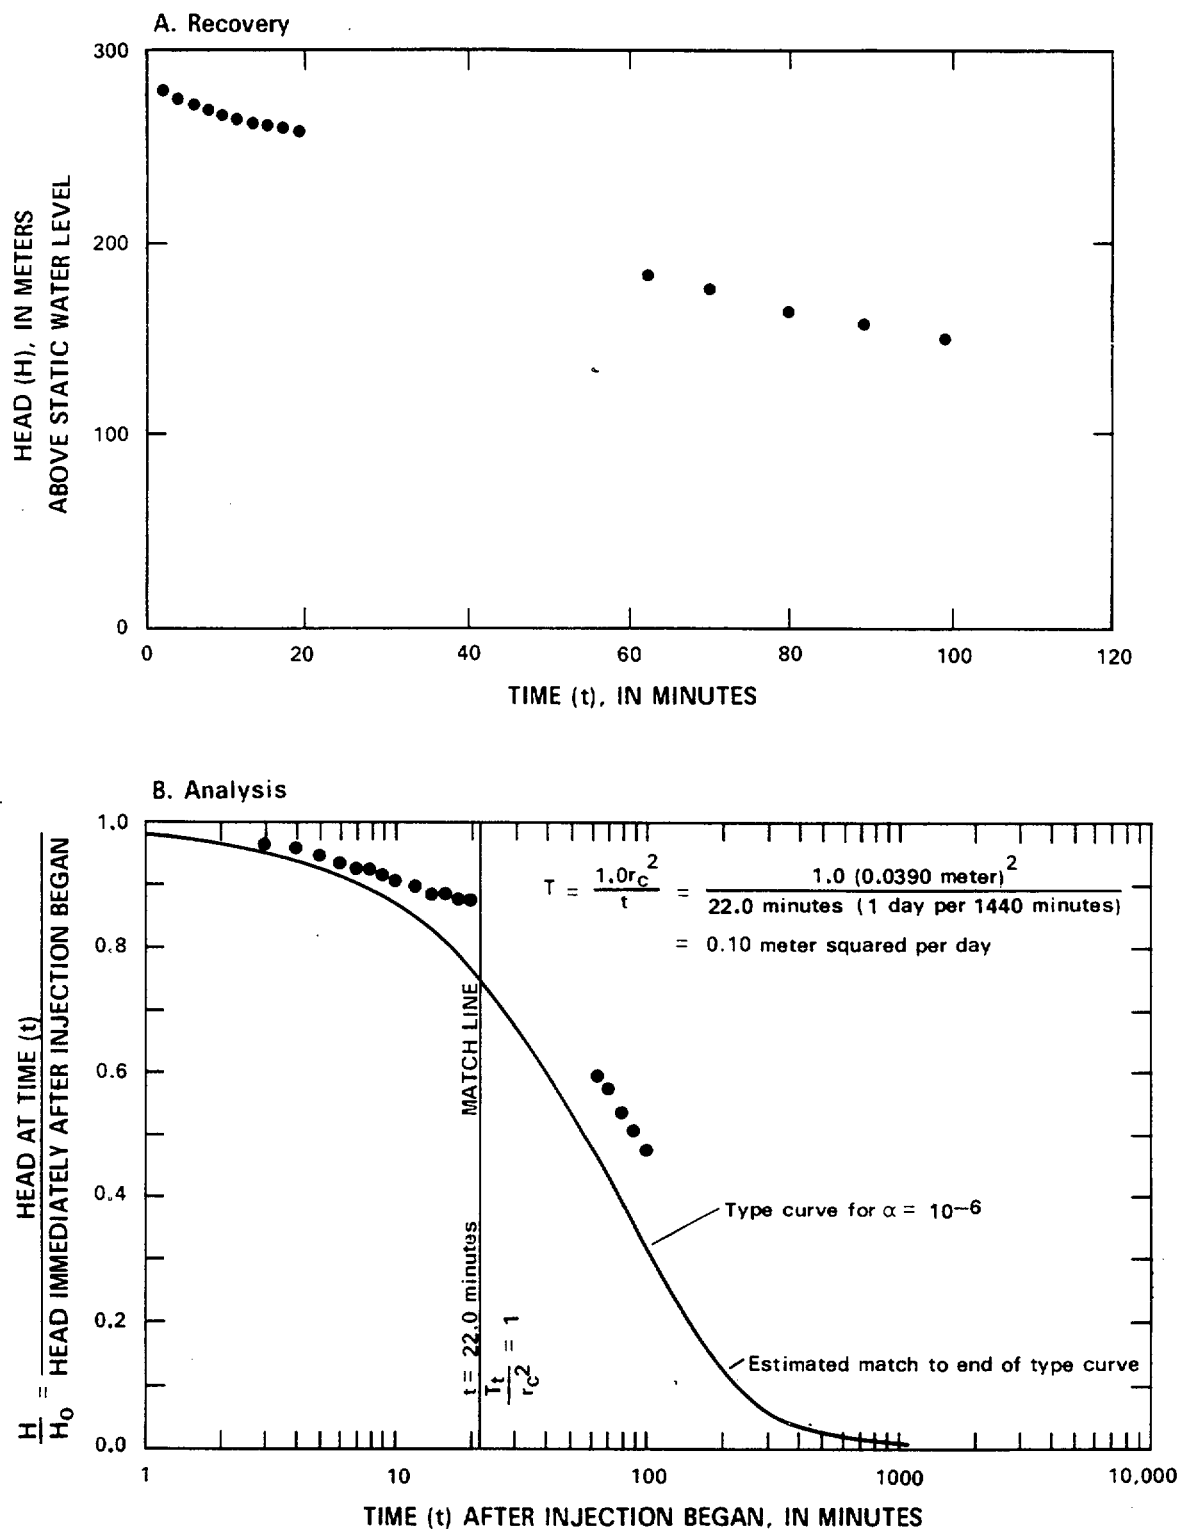 A. Recovery
300
200
100
0
HEAD (H), IN METERS
ABOVE STATIC WATER LEVEL
0 20 40 60 80 100 120
TIME (t), IN MINUTES
B. Analysis
1.0
0.8
0.6
0.4
0.2
0.0
H/H₀ = HEAD AT TIME (t) / HEAD IMMEDIATELY AFTER INJECTION BEGAN
T = 1.0r_c² / t = 1.0 (0.0390 meter)² / 22.0 minutes (1 day per 1440 minutes)
= 0.10 meter squared per day
MATCH LINE
t = 22.0 minutes
Tt / r_c² = 1
Type curve for α = 10⁻⁶
Estimated match to end of type curve
1 10 100 1000 10,000
TIME (t) AFTER INJECTION BEGAN, IN MINUTES